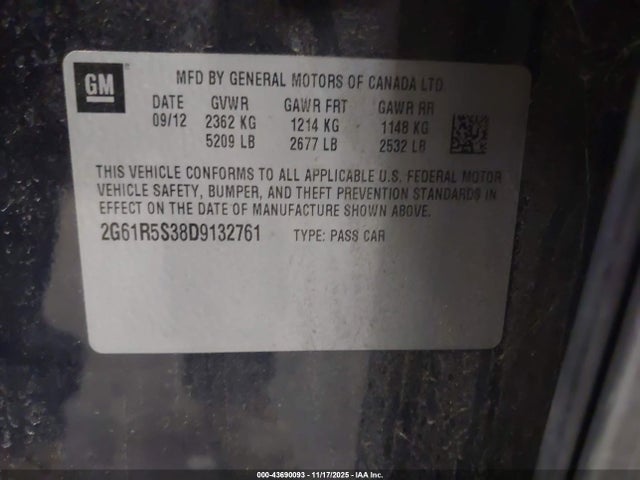 GM
MFD BY GENERAL MOTORS OF CANADA LTD
DATE GVWR GAWR FRT GAWR RR
09/12 2362 KG 1214 KG 1148 KG
5209 LB 2677 LB 2532 LB
THIS VEHICLE CONFORMS TO ALL APPLICABLE U.S. FEDERAL MOTOR
VEHICLE SAFETY, BUMPER, AND THEFT PREVENTION STANDARDS IN
EFFECT ON THE DATE OF MANUFACTURE SHOWN ABOVE.
2G61R5S38D9132761 TYPE: PASS CAR
000-43690093 - 11/17/2025 - IAA Inc.